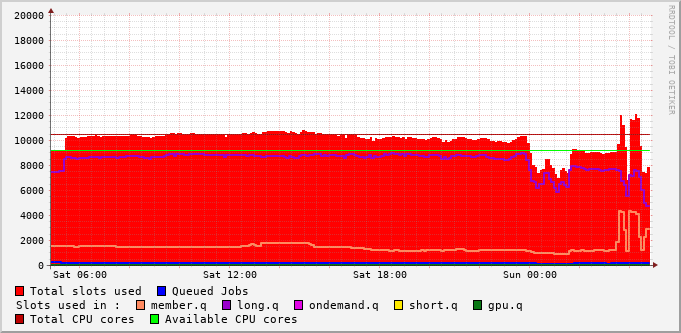 RRDTOOL / TOBI OETIKER
20000
18000
16000
14000
12000
10000
8000
6000
4000
2000
0
Sat 06:00 Sat 12:00 Sat 18:00 Sun 00:00
Total slots used Queued Jobs
Slots used in : member.q long.q ondemand.q short.q gpu.q
Total CPU cores Available CPU cores